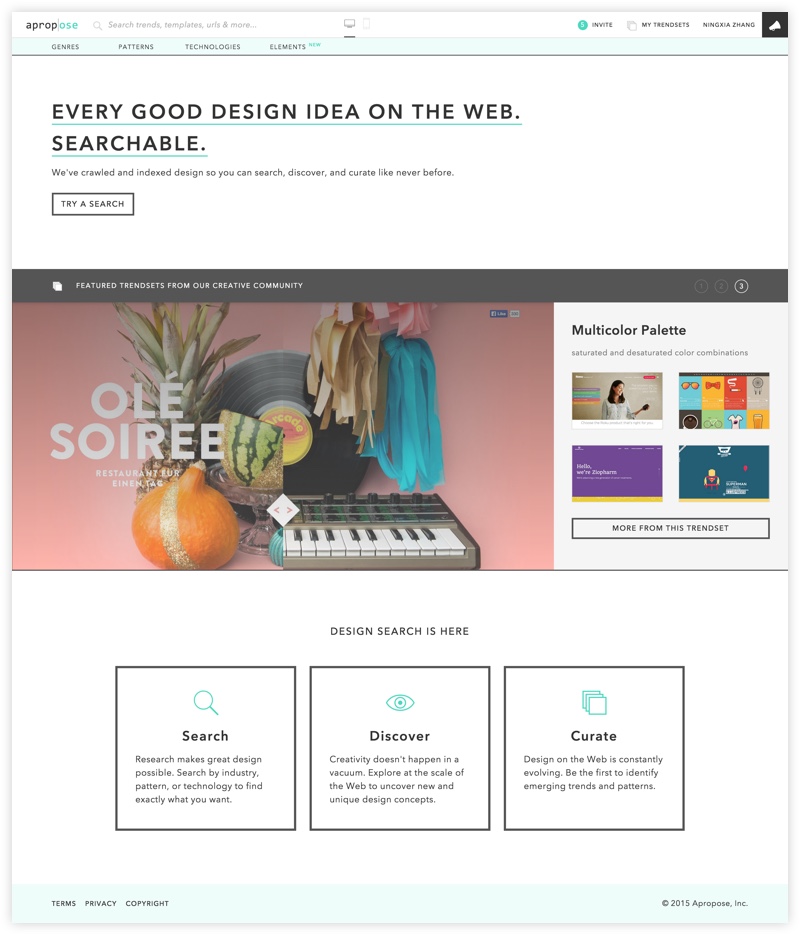 apropose
Search trends, templates, urls & more...
5 INVITE
MY TRENDSETS
NINGXIA ZHANG
GENRES
PATTERNS
TECHNOLOGIES
ELEMENTS NEW
EVERY GOOD DESIGN IDEA ON THE WEB.
SEARCHABLE.
We've crawled and indexed design so you can search, discover, and curate like never before.
TRY A SEARCH
FEATURED TRENDSETS FROM OUR CREATIVE COMMUNITY
1 2 3
Like
OLÉ
SOIREE
RESTAURANT FÜR
EINEN TAG
Arcade
Multicolor Palette
saturated and desaturated color combinations
Hello,
we're Ziopharm
SUPERMAN
MORE FROM THIS TRENDSET
DESIGN SEARCH IS HERE
Search
Research makes great design
possible. Search by industry,
pattern, or technology to find
exactly what you want.
Discover
Creativity doesn't happen in a
vacuum. Explore at the scale of
the Web to uncover new and
unique design concepts.
Curate
Design on the Web is constantly
evolving. Be the first to identify
emerging trends and patterns.
TERMS
PRIVACY
COPYRIGHT
© 2015 Apropose, Inc.